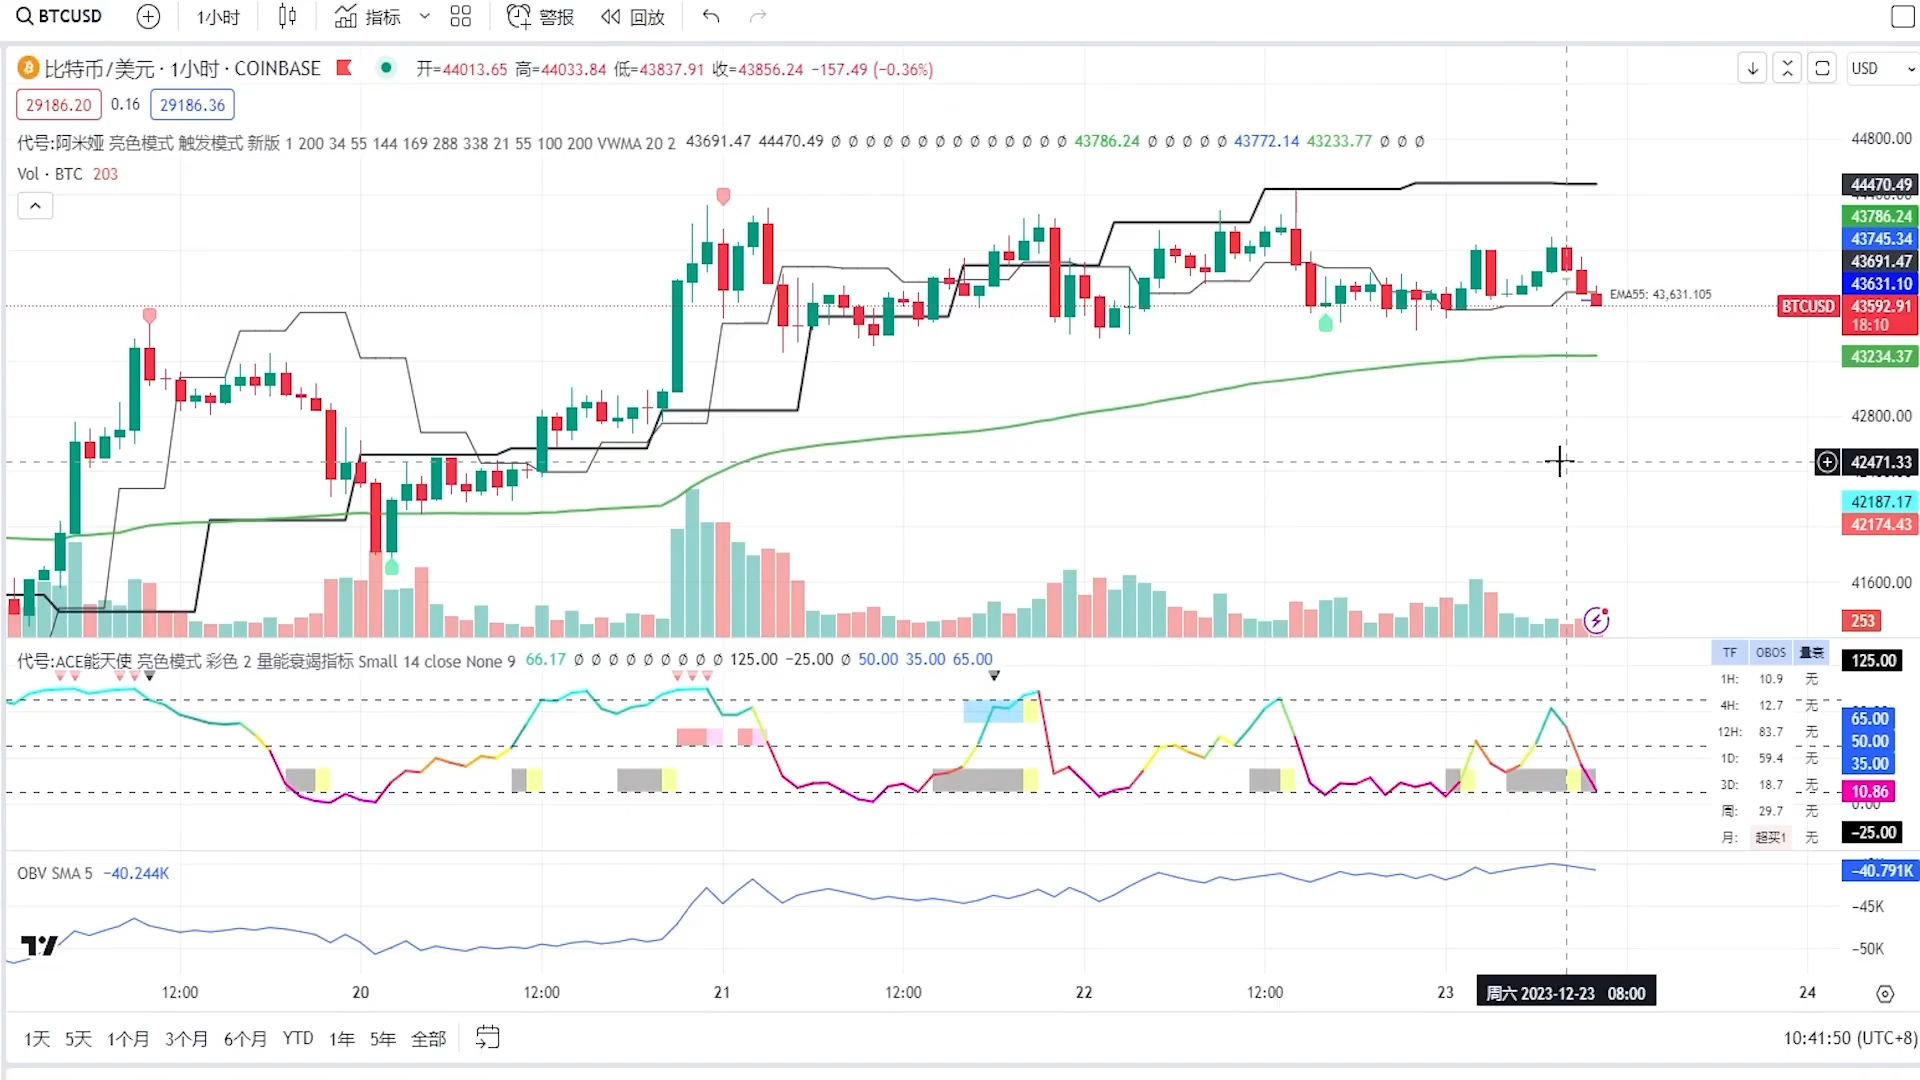 BTCUSD 1小时 指标 警报 回放
比特币/美元 · 1小时 · COINBASE 开=44013.65 高=44033.84 低=43837.91 收=43856.24 −157.49 (−0.36%) USD
29186.20 0.16 29186.36
代号:阿米娅 亮色模式 触发模式 新版 1 200 34 55 144 169 288 338 21 55 100 200 VWMA 20 2 43691.47 44470.49 ∅ ∅ ∅ ∅ ∅ ∅ ∅ ∅ ∅ ∅ ∅ ∅ ∅ ∅ 43786.24 ∅ ∅ ∅ ∅ ∅ 43772.14 43233.77 ∅ ∅ ∅
44800.00
Vol · BTC 203
44470.49
43786.24
43745.34
43691.47
43631.10
EMA55: 43,631.105
BTCUSD 43592.91
18:10
43234.37
42800.00
42471.33
42187.17
42174.43
41600.00
253
代号:ACE能天使 亮色模式 彩色 2 量能衰竭指标 Small 14 close None 9 66.17 ∅ ∅ ∅ ∅ ∅ ∅ ∅ ∅ ∅ 125.00 −25.00 ∅ 50.00 35.00 65.00
TF OBOS 量衰
125.00
1H: 10.9 无
4H: 12.7 无
65.00
12H: 83.7 无
50.00
1D: 59.4 无
35.00
3D: 18.7 无
10.86
0.00
周: 29.7 无
月: 超买1 无
−25.00
OBV SMA 5 −40.244K
−40.791K
−45K
−50K
12:00 20 12:00 21 12:00 22 12:00 23 周六 2023-12-23 08:00 24
1天 5天 1个月 3个月 6个月 YTD 1年 5年 全部 10:41:50 (UTC+8)